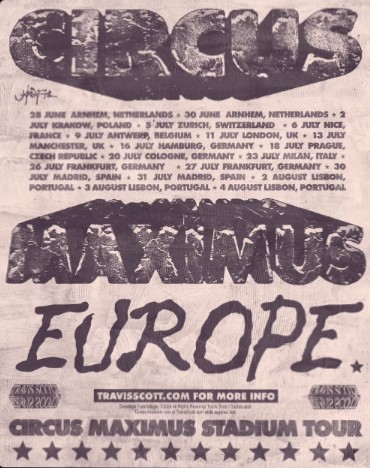 CIRCUS
28 JUNE ARNHEM, NETHERLANDS ★ 30 JUNE ARNHEM, NETHERLANDS ★ 2
JULY KRAKOW, POLAND ★ 5 JULY ZURICH, SWITZERLAND ★ 6 JULY NICE,
FRANCE ★ 9 JULY ANTWERP, BELGIUM ★ 11 JULY LONDON, UK ★ 13 JULY
MANCHESTER, UK ★ 16 JULY HAMBURG, GERMANY ★ 18 JULY PRAGUE,
CZECH REPUBLIC ★ 20 JULY COLOGNE, GERMANY ★ 23 JULY MILAN, ITALY ★
26 JULY FRANKFURT, GERMANY ★ 27 JULY FRANKFURT, GERMANY ★ 30
JULY MADRID, SPAIN ★ 31 JULY MADRID, SPAIN ★ 2 AUGUST LISBON,
PORTUGAL ★ 3 AUGUST LISBON, PORTUGAL ★ 4 AUGUST LISBON, PORTUGAL
MAXIMUS
EUROPE.
TRAVISSCOTT.COM FOR MORE INFO
CIRCUS MAXIMUS STADIUM TOUR